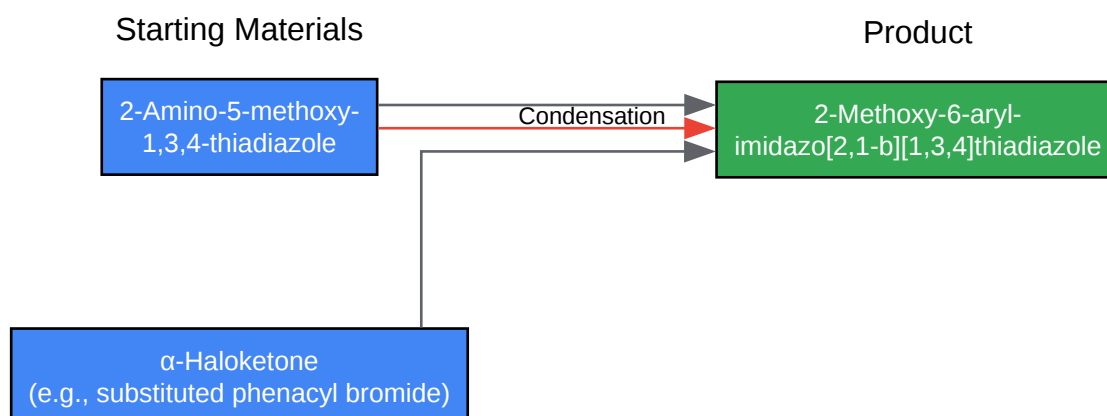 Starting Materials
Product
2-Amino-5-methoxy-
1,3,4-thiadiazole
Condensation
2-Methoxy-6-aryl-
imidazo[2,1-b][1,3,4]thiadiazole
α-Haloketone
(e.g., substituted phenacyl bromide)